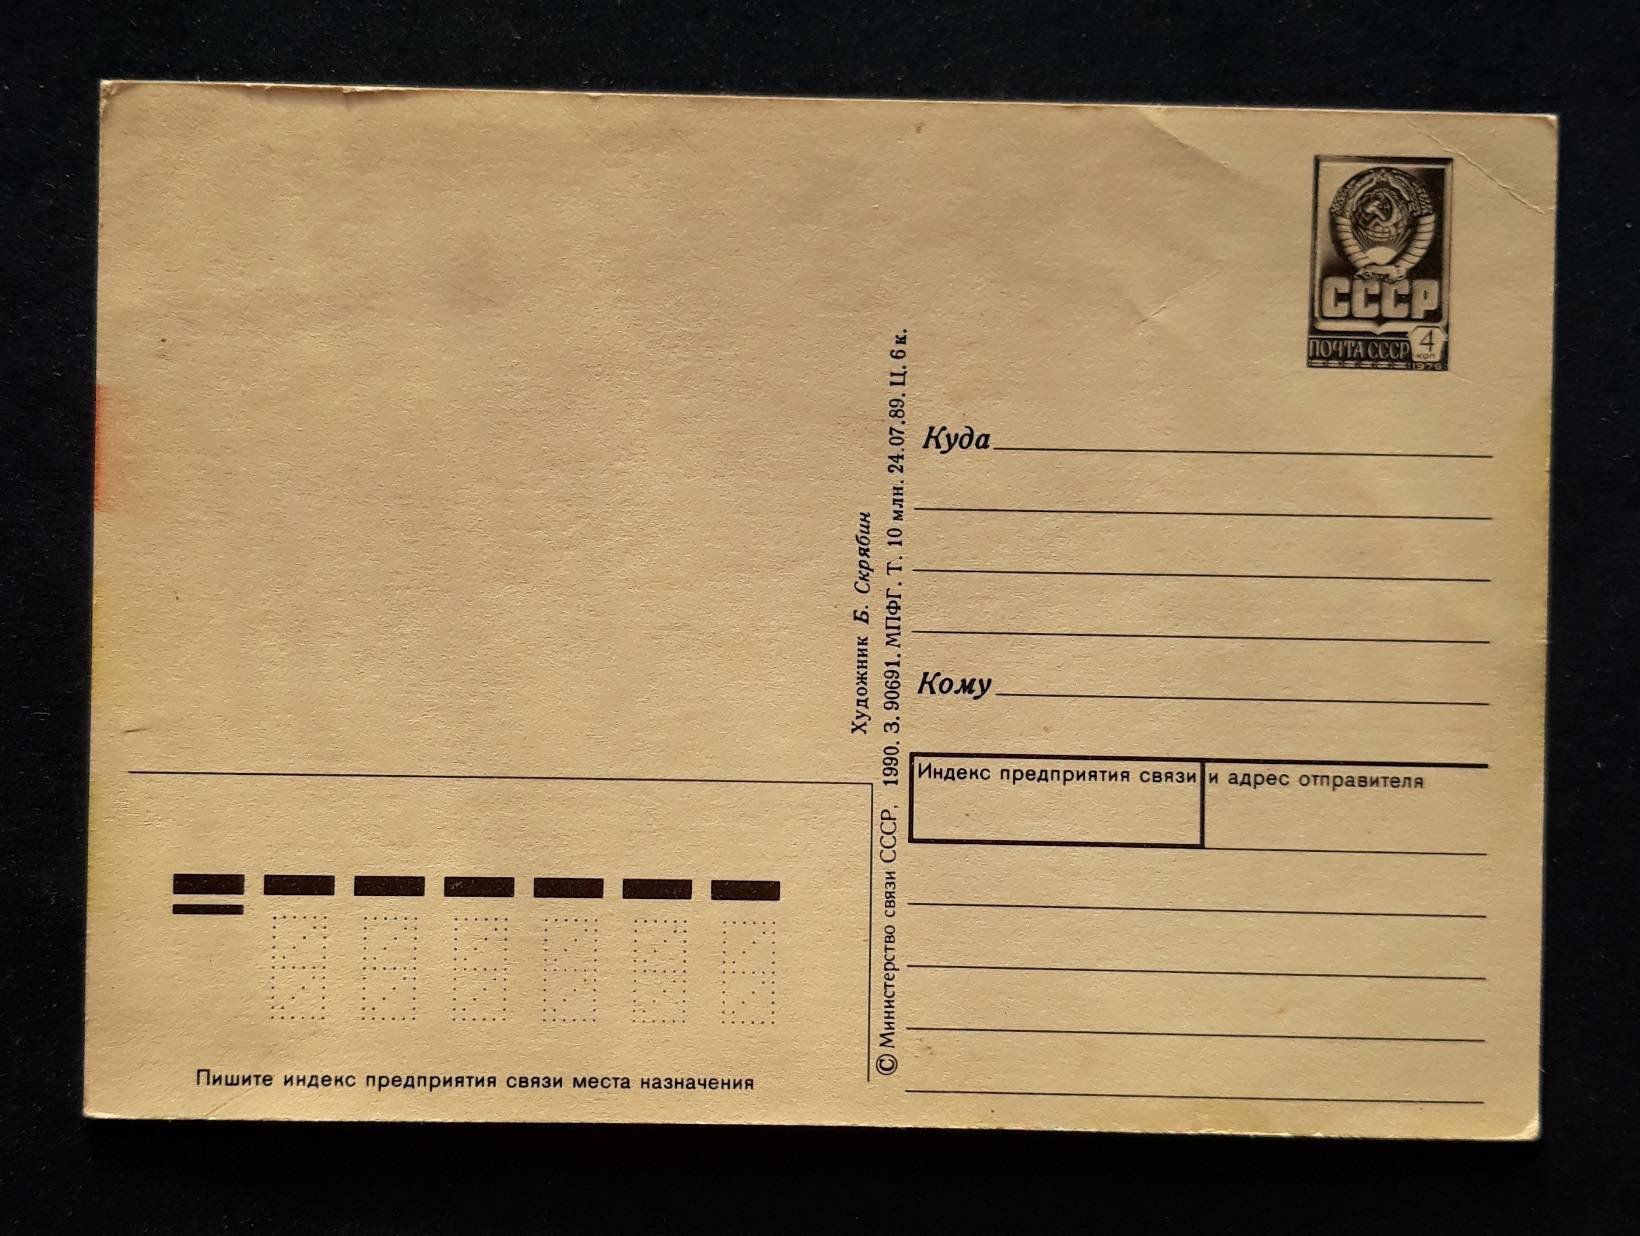 СССР
ПОЧТА СССР
4
коп
1976
Куда
Кому
Индекс предприятия связи и адрес отправителя
Художник Б. Скрябин
© Министерство связи СССР, 1990. З. 90691. МПФГ. Т. 10 млн. 24.07.89. Ц. 6 к.
Пишите индекс предприятия связи места назначения